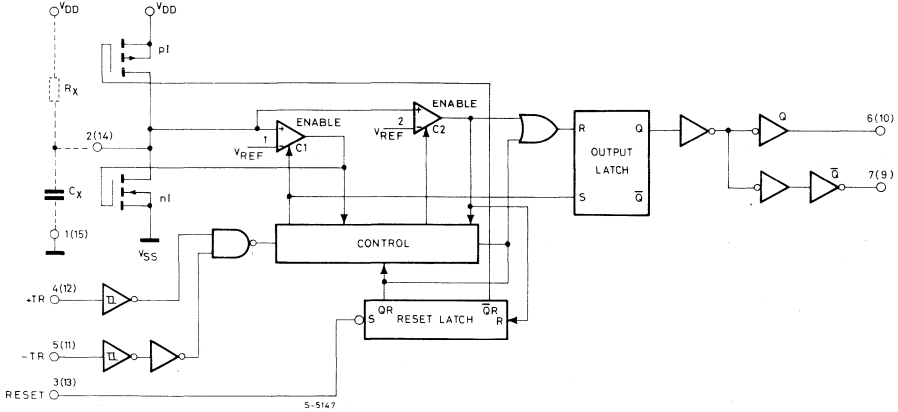 VDD
VDD
p1
RX
2(14)
CX
1(15)
n1
VSS
ENABLE
+
−
C1
VREF 1
ENABLE
+
−
C2
VREF 2
R
Q
OUTPUT
LATCH
S
Q̅
Q
6(10)
Q̅
7(9)
CONTROL
4(12)
+TR
5(11)
−TR
3(13)
RESET
S
QR
Q̅R
RESET LATCH
R
S-5147